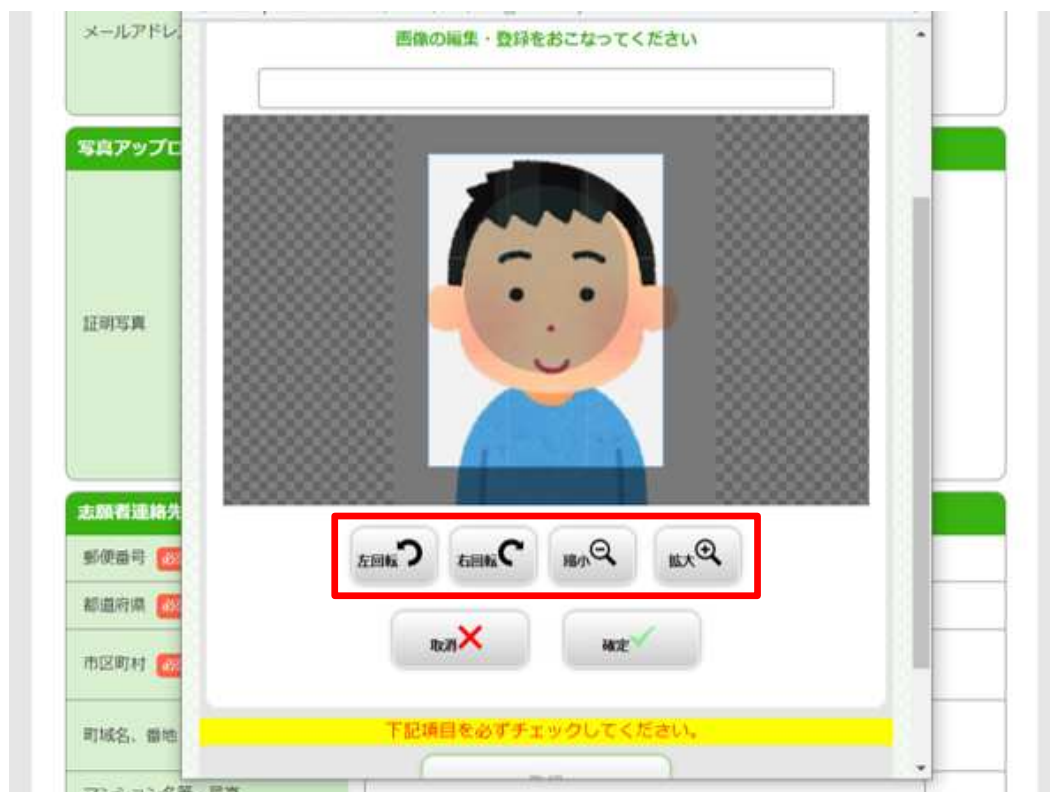 メールアドレ
画像の編集・登録をおこなってください
写真アップロ
証明写真
左回転
右回転
縮小
拡大
取消
確定
志願者連絡先
郵便番号
都道府県
市区町村
町域名、番地
下記項目を必ずチェックしてください。